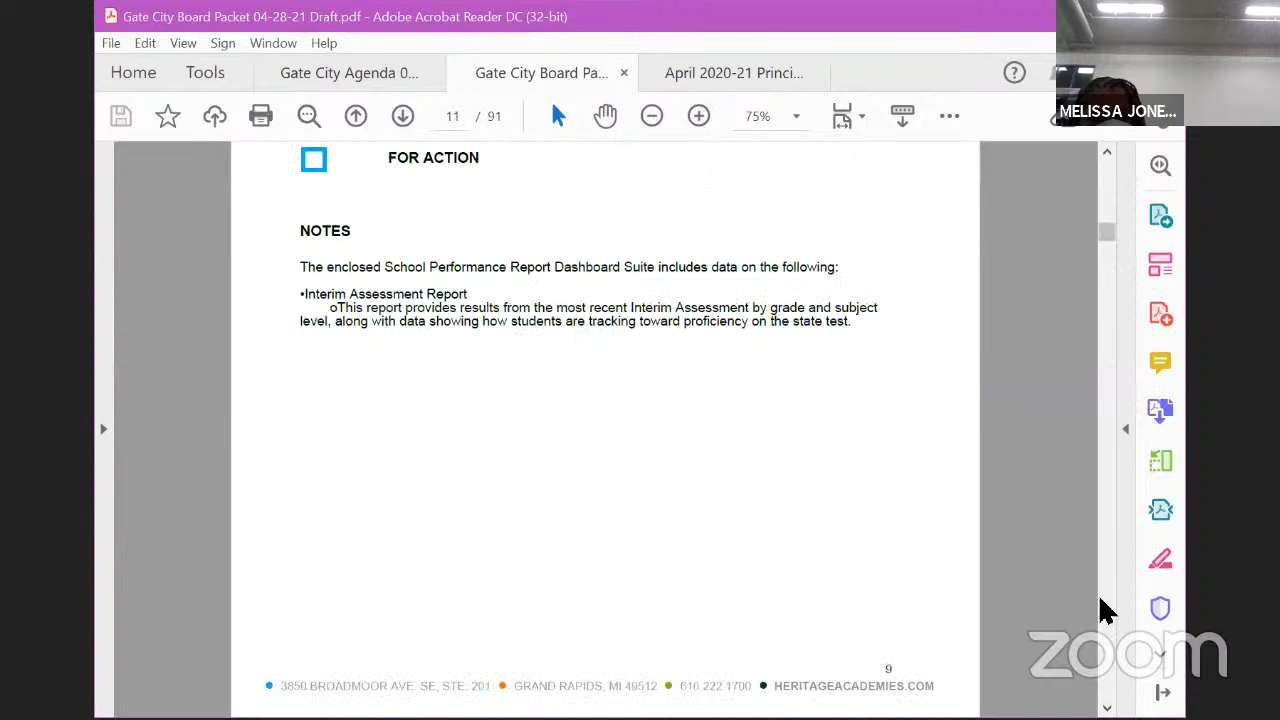 Gate City Board Packet 04-28-21 Draft.pdf - Adobe Acrobat Reader DC (32-bit)
File Edit View Sign Window Help
Home Tools Gate City Agenda 0... Gate City Board Pa... × April 2020-21 Princi...
11 / 91 75%
MELISSA JONE...
FOR ACTION
NOTES
The enclosed School Performance Report Dashboard Suite includes data on the following:
•Interim Assessment Report
oThis report provides results from the most recent Interim Assessment by grade and subject
level, along with data showing how students are tracking toward proficiency on the state test.
9
3850 BROADMOOR AVE. SE, STE. 201 • GRAND RAPIDS, MI 49512 • 616 222 1700 • HERITAGEACADEMIES.COM
zoom